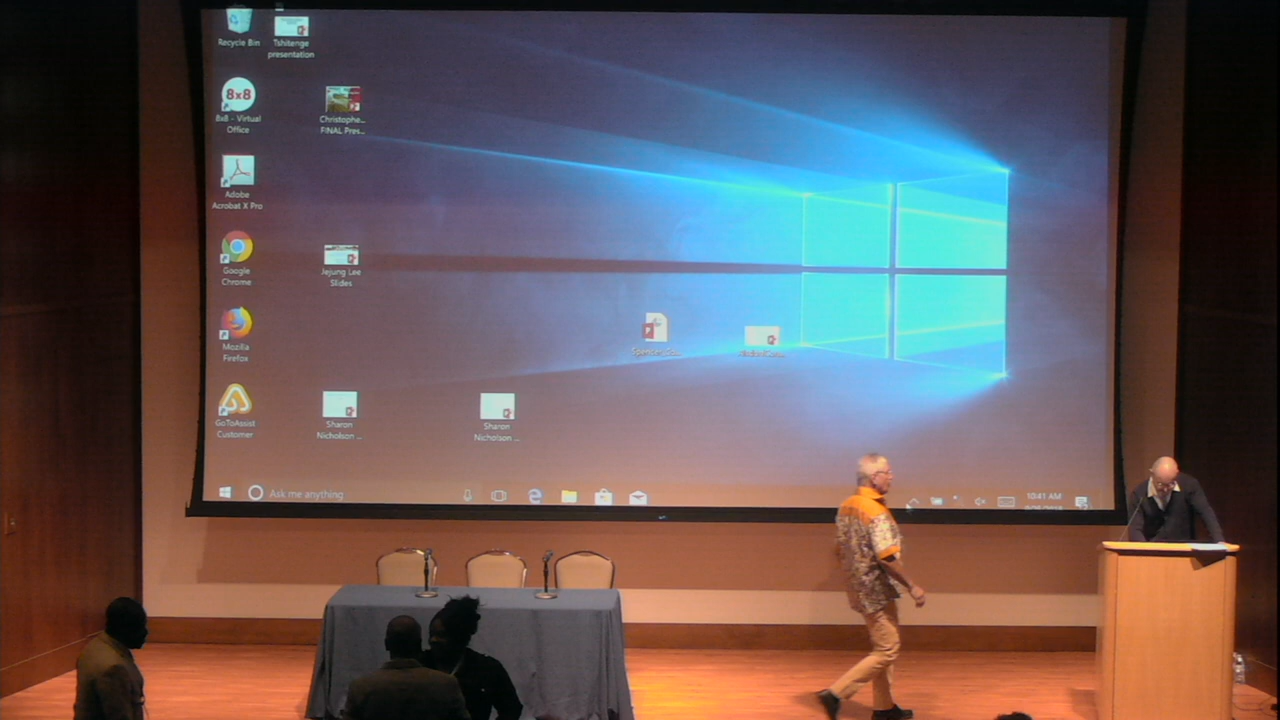 Recycle Bin
Tshitenge
presentation
8x8
8x8 - Virtual
Office
Christophe...
FINAL Pres...
Adobe
Acrobat X Pro
Google
Chrome
Jejung Lee
Slides
Mozilla
Firefox
GoToAssist
Customer
Sharon
Nicholson ...
Sharon
Nicholson ...
Ask me anything
10:41 AM